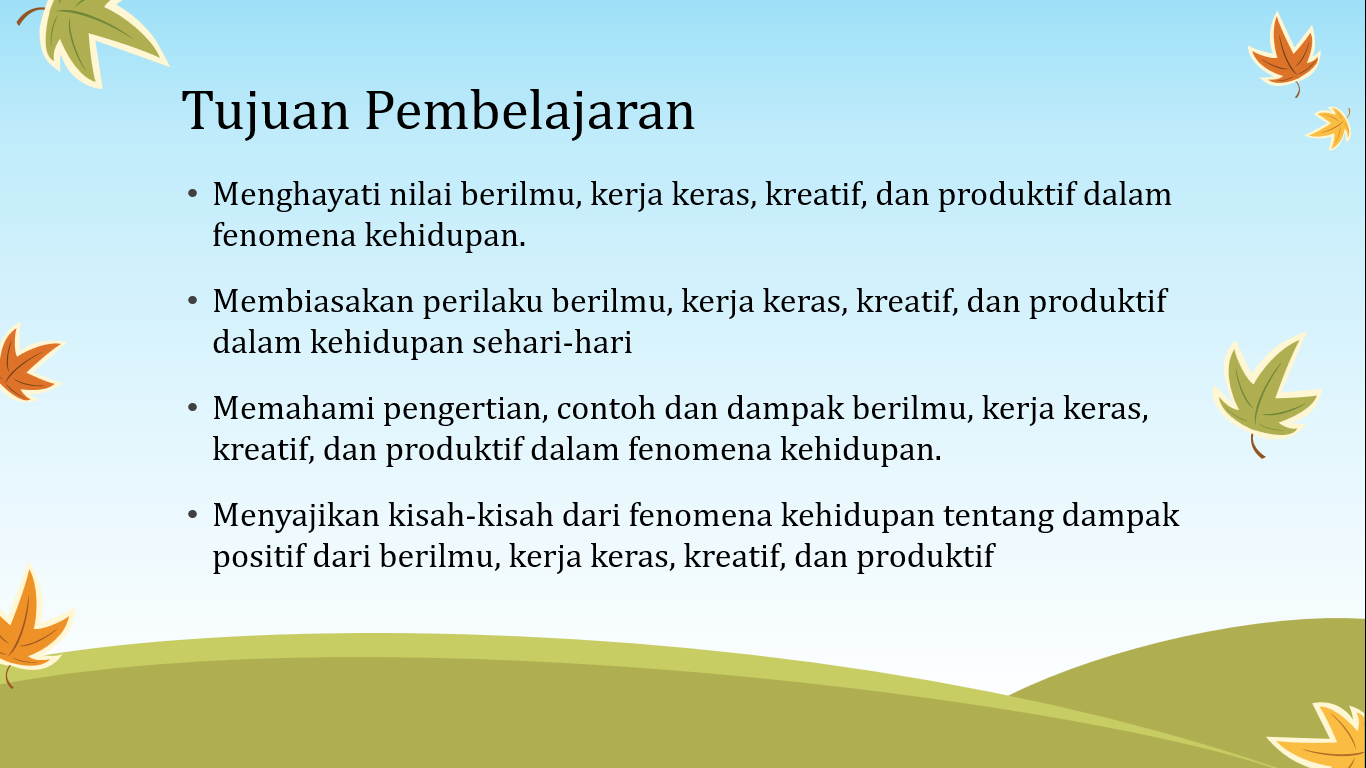 Tujuan Pembelajaran
• Menghayati nilai berilmu, kerja keras, kreatif, dan produktif dalam
fenomena kehidupan.
• Membiasakan perilaku berilmu, kerja keras, kreatif, dan produktif
dalam kehidupan sehari-hari
• Memahami pengertian, contoh dan dampak berilmu, kerja keras,
kreatif, dan produktif dalam fenomena kehidupan.
• Menyajikan kisah-kisah dari fenomena kehidupan tentang dampak
positif dari berilmu, kerja keras, kreatif, dan produktif